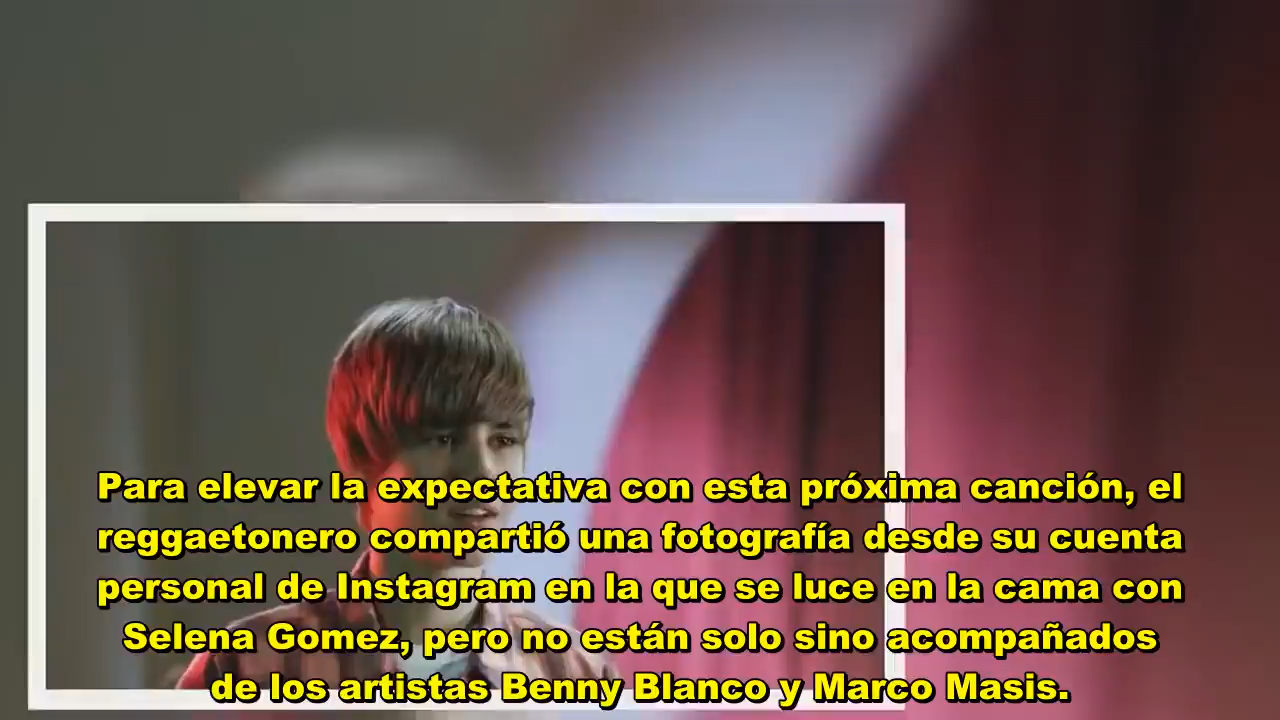 Para elevar la expectativa con esta próxima canción, el
reggaetonero compartió una fotografía desde su cuenta
personal de Instagram en la que se luce en la cama con
Selena Gomez, pero no están solo sino acompañados
de los artistas Benny Blanco y Marco Masis.